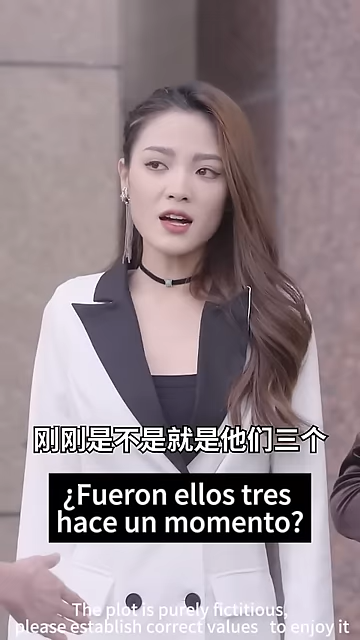 刚刚是不是就是他们三个
¿Fueron ellos tres
hace un momento?
The plot is purely fictitious,
please establish correct values to enjoy it